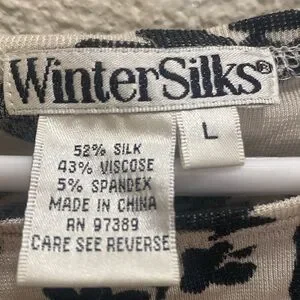 WinterSilks®
L
52% SILK
43% VISCOSE
5% SPANDEX
MADE IN CHINA
RN 97389
CARE SEE REVERSE